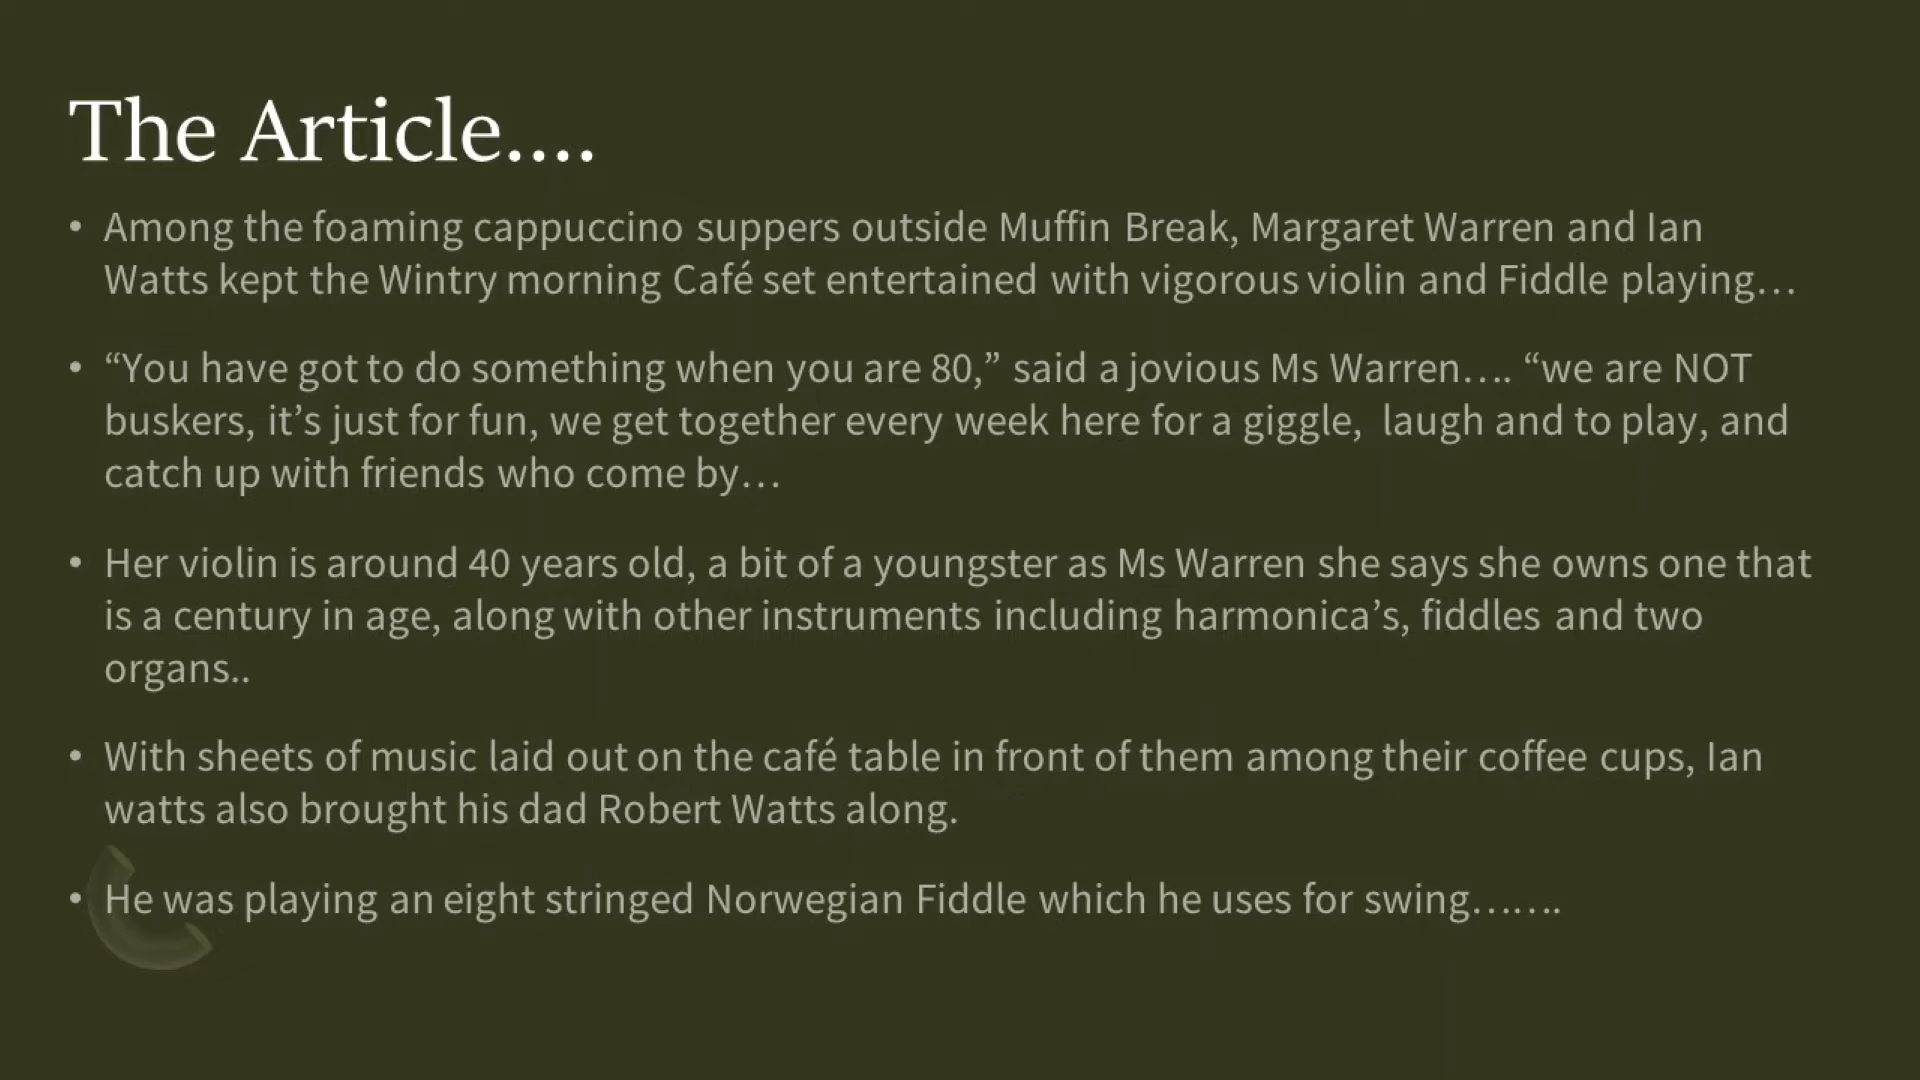 The Article....
• Among the foaming cappuccino suppers outside Muffin Break, Margaret Warren and Ian
Watts kept the Wintry morning Café set entertained with vigorous violin and Fiddle playing…
• “You have got to do something when you are 80,” said a jovious Ms Warren…. “we are NOT
buskers, it’s just for fun, we get together every week here for a giggle,  laugh and to play, and
catch up with friends who come by…
• Her violin is around 40 years old, a bit of a youngster as Ms Warren she says she owns one that
is a century in age, along with other instruments including harmonica’s, fiddles and two
organs..
• With sheets of music laid out on the café table in front of them among their coffee cups, Ian
watts also brought his dad Robert Watts along.
• He was playing an eight stringed Norwegian Fiddle which he uses for swing…….